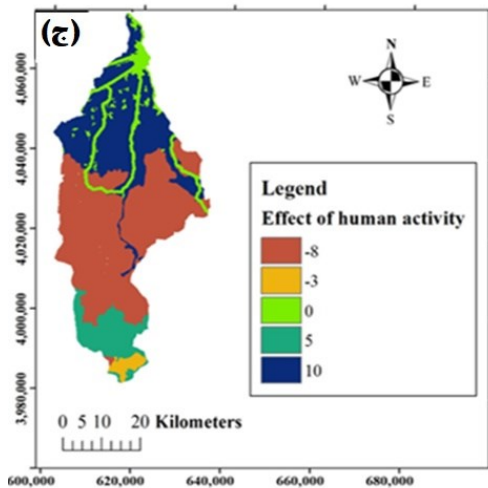 (ج)
N
W E
S
4,060,000
4,040,000
4,020,000
4,000,000
3,980,000
Legend
Effect of human activity
-8
-3
0
5
10
0 5 10 20 Kilometers
600,000 620,000 640,000 660,000 680,000